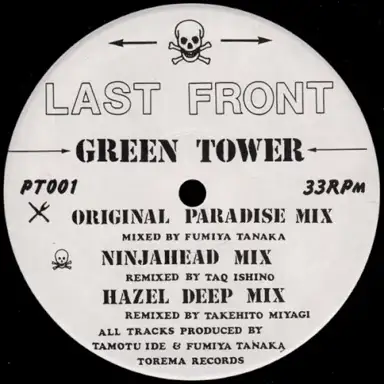 LAST FRONT
GREEN TOWER
PT001
33RPM
ORIGINAL PARADISE MIX
MIXED BY FUMIYA TANAKA
NINJAHEAD MIX
REMIXED BY TAQ ISHINO
HAZEL DEEP MIX
REMIXED BY TAKEHITO MIYAGI
ALL TRACKS PRODUCED BY
TAMOTU IDE & FUMIYA TANAKA
TOREMA RECORDS